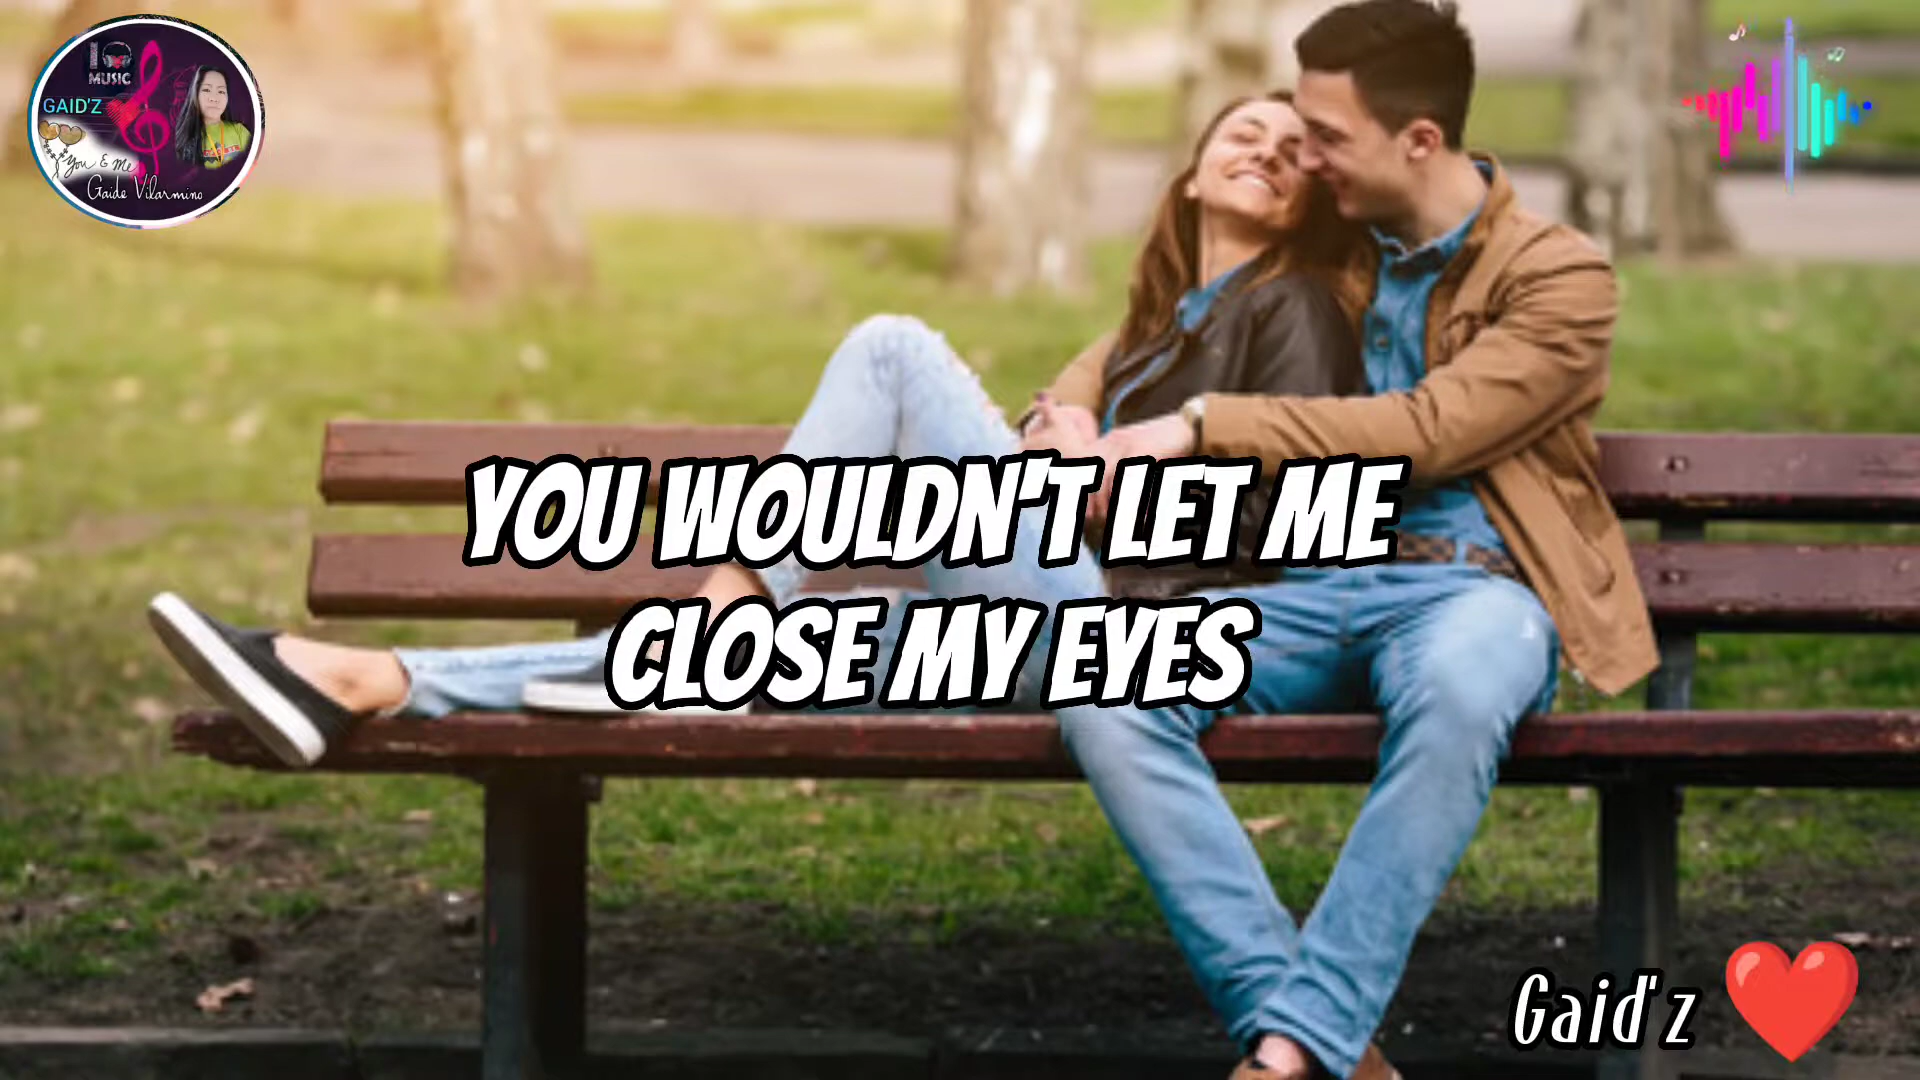 I
MUSIC
GAID'Z
You & Me
Gaide Vilarmino
YOU WOULDN'T LET ME
CLOSE MY EYES
Gaid'z